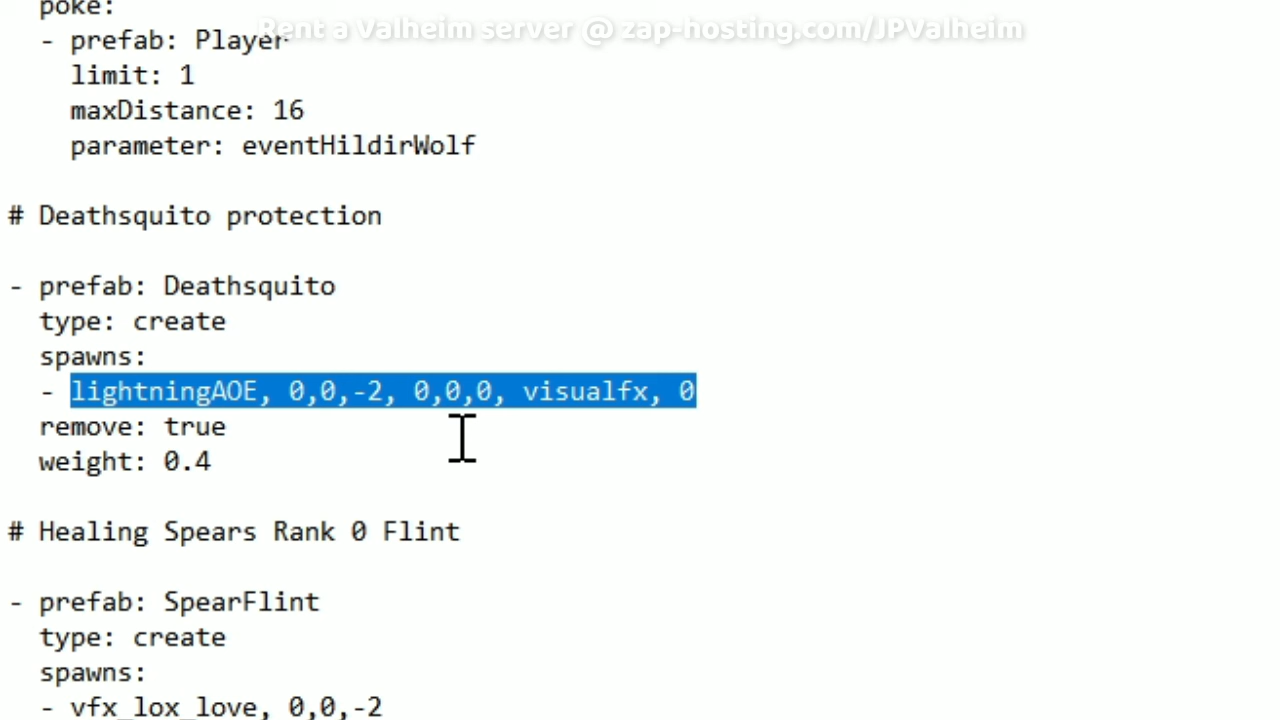 poke:
Rent a Valheim server @ zap-hosting.com/JPValheim
- prefab: Player
limit: 1
maxDistance: 16
parameter: eventHildirWolf
# Deathsquito protection
- prefab: Deathsquito
type: create
spawns:
- lightningAOE, 0,0,-2, 0,0,0, visualfx, 0
remove: true
weight: 0.4
# Healing Spears Rank 0 Flint
- prefab: SpearFlint
type: create
spawns:
- vfx_lox_love, 0,0,-2